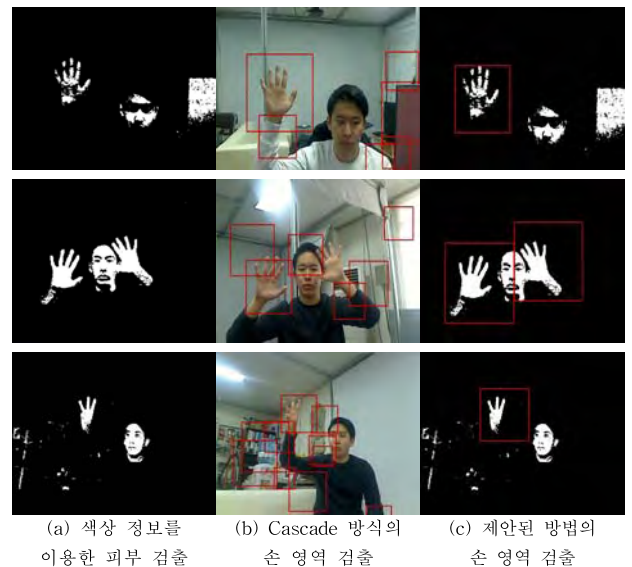 (a) 색상 정보를
이용한 피부 검출
(b) Cascade 방식의
손 영역 검출
(c) 제안된 방법의
손 영역 검출